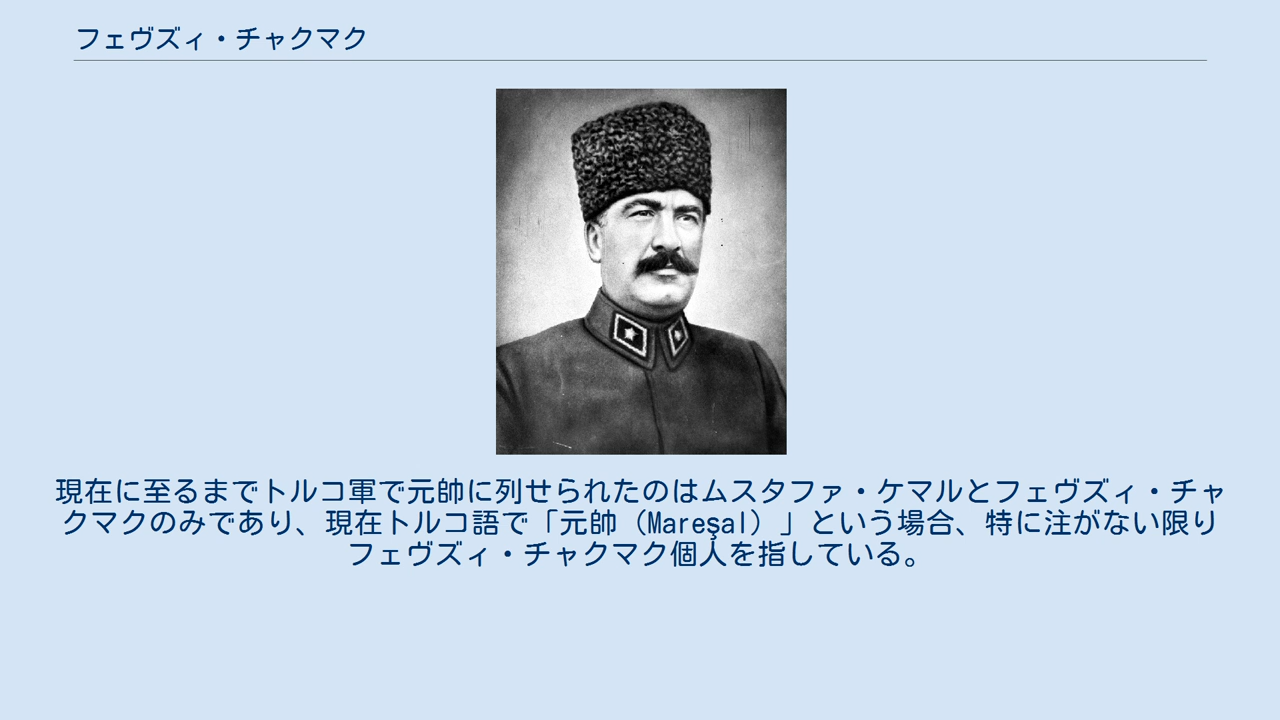 フェヴズィ・チャクマク
現在に至るまでトルコ軍で元帥に列せられたのはムスタファ・ケマルとフェヴズィ・チャ
クマクのみであり、現在トルコ語で「元帥（Mareşal）」という場合、特に注がない限り
フェヴズィ・チャクマク個人を指している。